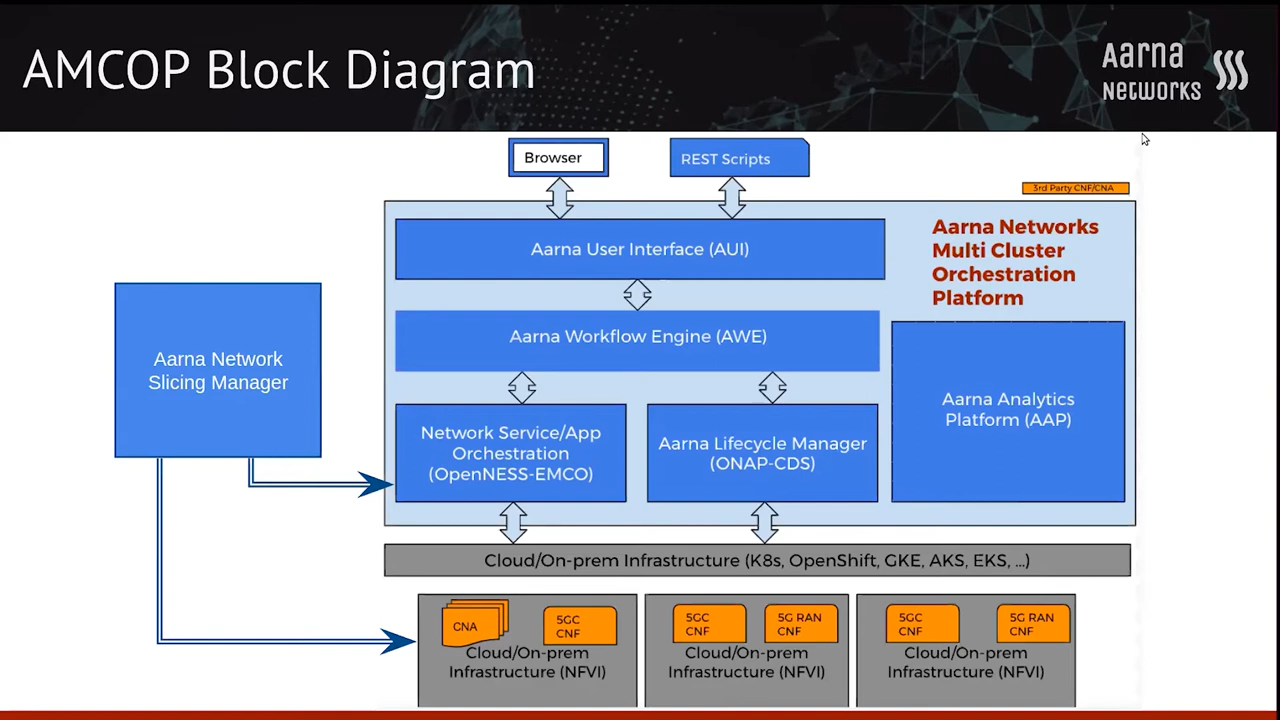 AMCOP Block Diagram
Aarna
Networks
Browser
REST Scripts
3rd Party CNF/CNA
Aarna Networks
Multi Cluster
Orchestration
Platform
Aarna User Interface (AUI)
Aarna Workflow Engine (AWE)
Aarna Network
Slicing Manager
Network Service/App
Orchestration
(OpenNESS-EMCO)
Aarna Lifecycle Manager
(ONAP-CDS)
Aarna Analytics
Platform (AAP)
Cloud/On-prem Infrastructure (K8s, OpenShift, GKE, AKS, EKS, ...)
CNA
5GC
CNF
Cloud/On-prem
Infrastructure (NFVI)
5GC
CNF
5G RAN
CNF
Cloud/On-prem
Infrastructure (NFVI)
5GC
CNF
5G RAN
CNF
Cloud/On-prem
Infrastructure (NFVI)